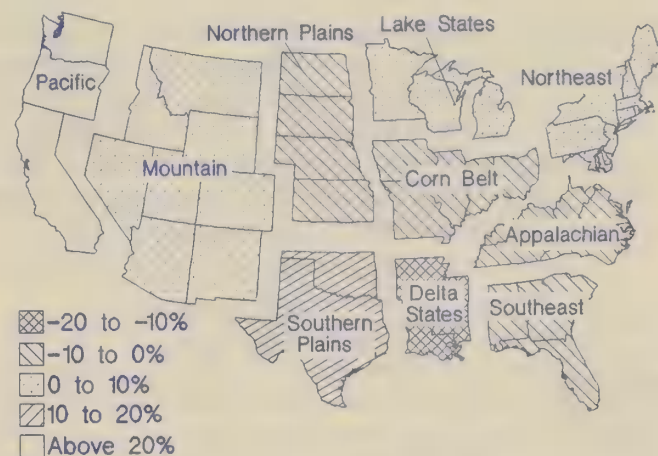 Northern Plains
Lake States
Pacific
Northeast
Mountain
Corn Belt
Appalachian
Delta
States
Southeast
Southern
Plains
-20 to -10%
-10 to 0%
0 to 10%
10 to 20%
Above 20%